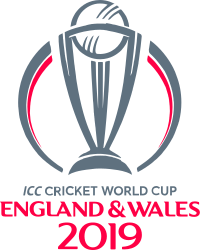 ICC CRICKET WORLD CUP
ENGLAND & WALES
2019